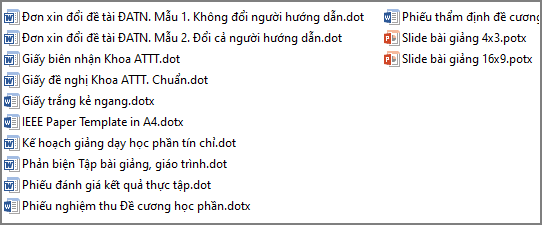 Đơn xin đổi đề tài ĐATN. Mẫu 1. Không đổi người hướng dẫn.dot
Đơn xin đổi đề tài ĐATN. Mẫu 2. Đổi cả người hướng dẫn.dot
Giấy biên nhận Khoa ATTT.dot
Giấy đề nghị Khoa ATTT. Chuẩn.dot
Giấy trắng kẻ ngang.dotx
IEEE Paper Template in A4.dotx
Kế hoạch giảng dạy học phần tín chỉ.dot
Phản biện Tập bài giảng, giáo trình.dot
Phiếu đánh giá kết quả thực tập.dot
Phiếu nghiệm thu Đề cương học phần.dotx
Phiếu thẩm định đề cương
Slide bài giảng 4x3.potx
Slide bài giảng 16x9.potx